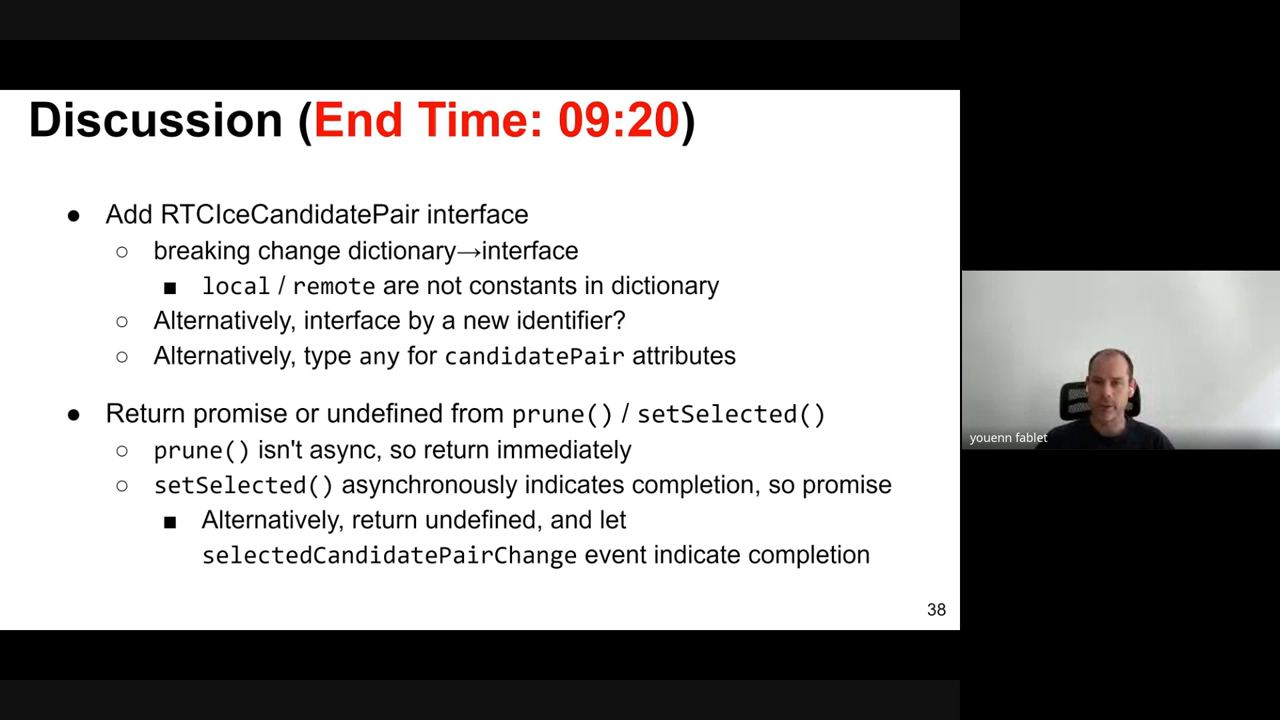 Discussion (End Time: 09:20)
● Add RTCIceCandidatePair interface
○ breaking change dictionary→interface
■ local / remote are not constants in dictionary
○ Alternatively, interface by a new identifier?
○ Alternatively, type any for candidatePair attributes
● Return promise or undefined from prune() / setSelected()
○ prune() isn't async, so return immediately
○ setSelected() asynchronously indicates completion, so promise
■ Alternatively, return undefined, and let
selectedCandidatePairChange event indicate completion
38
youenn fablet